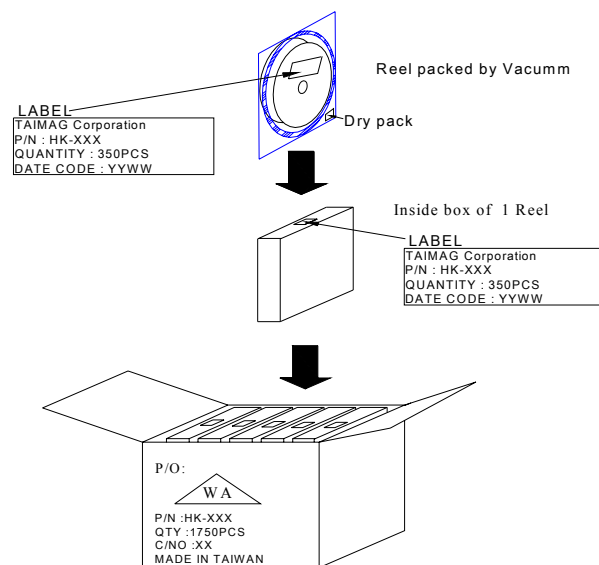 Reel packed by Vacumm
LABEL
TAIMAG Corporation
P/N : HK-XXX
QUANTITY : 350PCS
DATE CODE : YYWW
Dry pack
Inside box of 1 Reel
LABEL
TAIMAG Corporation
P/N : HK-XXX
QUANTITY : 350PCS
DATE CODE : YYWW
P/O:
WA
P/N :HK-XXX
QTY :1750PCS
C/NO :XX
MADE IN TAIWAN